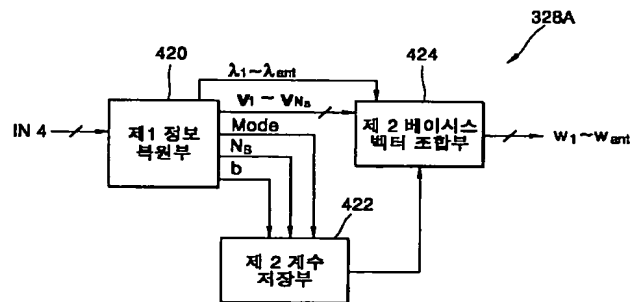 328A
420
424
λ1~λant
V1 ~ VNB
IN 4
제1 정보
복원부
Mode
NB
b
제 2 베이시스
벡터 조합부
w1~want
422
제 2 계수
저장부